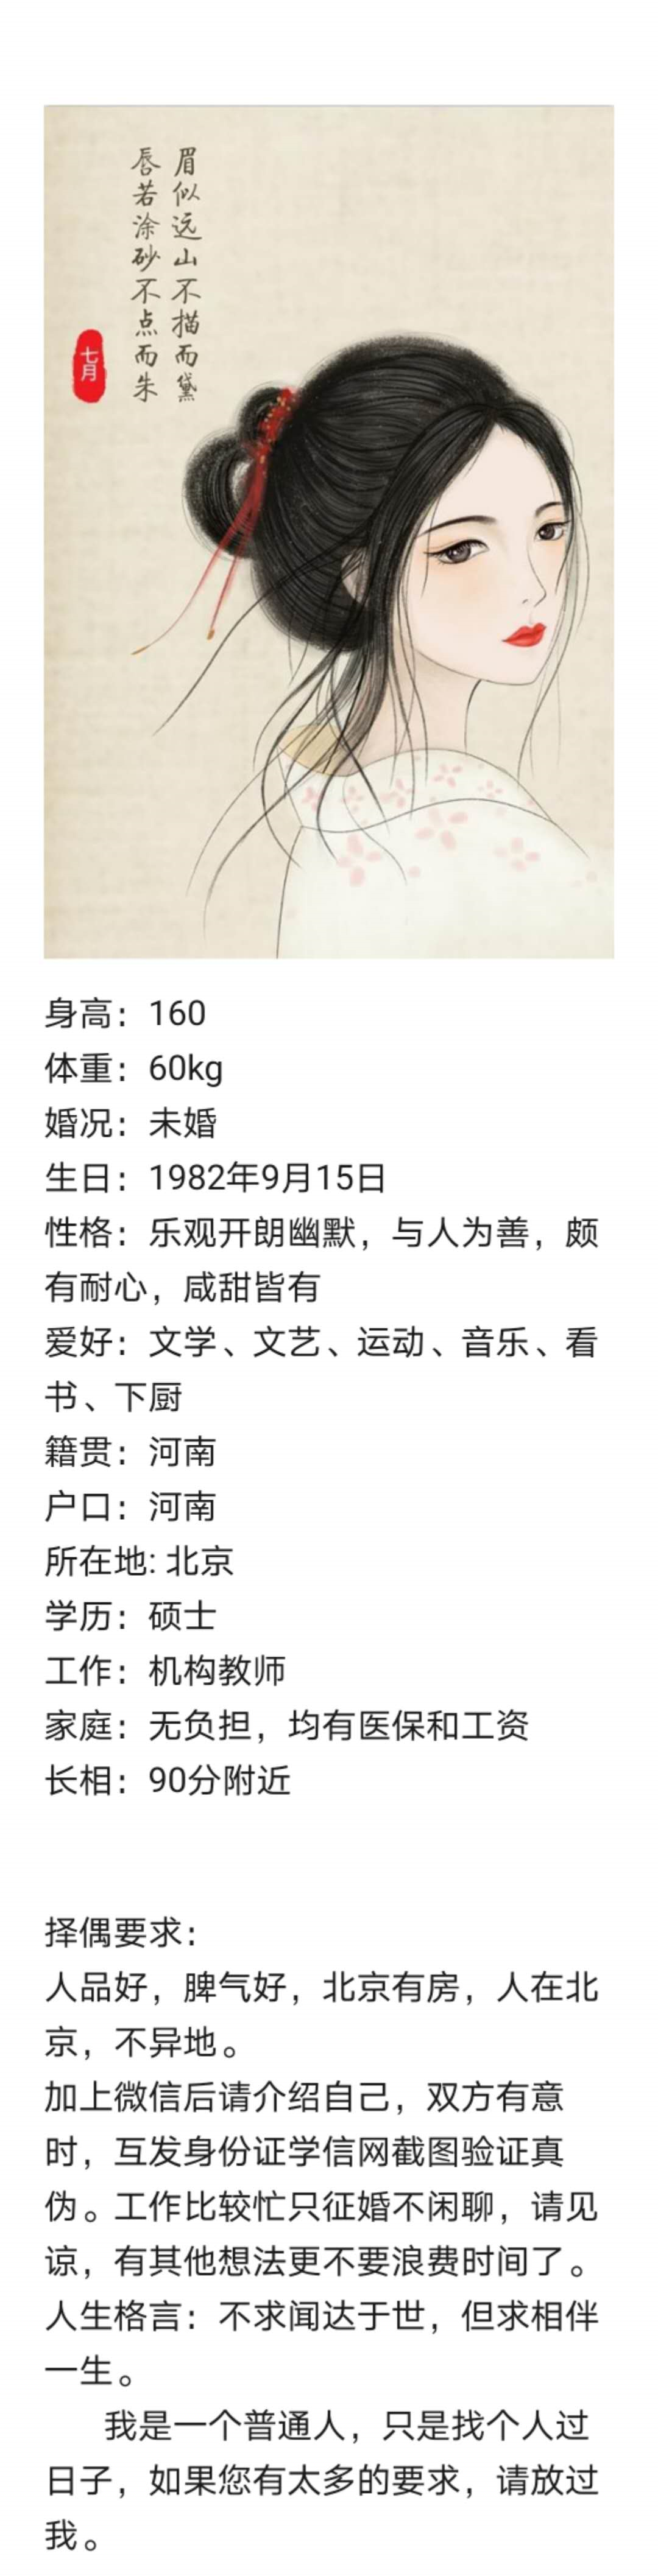 眉似远山不描而黛
唇若涂砂不点而朱
七月
身高：160
体重：60kg
婚况：未婚
生日：1982年9月15日
性格：乐观开朗幽默，与人为善，颇
有耐心，咸甜皆有
爱好：文学、文艺、运动、音乐、看
书、下厨
籍贯：河南
户口：河南
所在地: 北京
学历：硕士
工作：机构教师
家庭：无负担，均有医保和工资
长相：90分附近
择偶要求：
人品好，脾气好，北京有房，人在北
京，不异地。
加上微信后请介绍自己，双方有意
时，互发身份证学信网截图验证真
伪。工作比较忙只征婚不闲聊，请见
谅，有其他想法更不要浪费时间了。
人生格言：不求闻达于世，但求相伴
一生。
我是一个普通人，只是找个人过
日子，如果您有太多的要求，请放过
我。